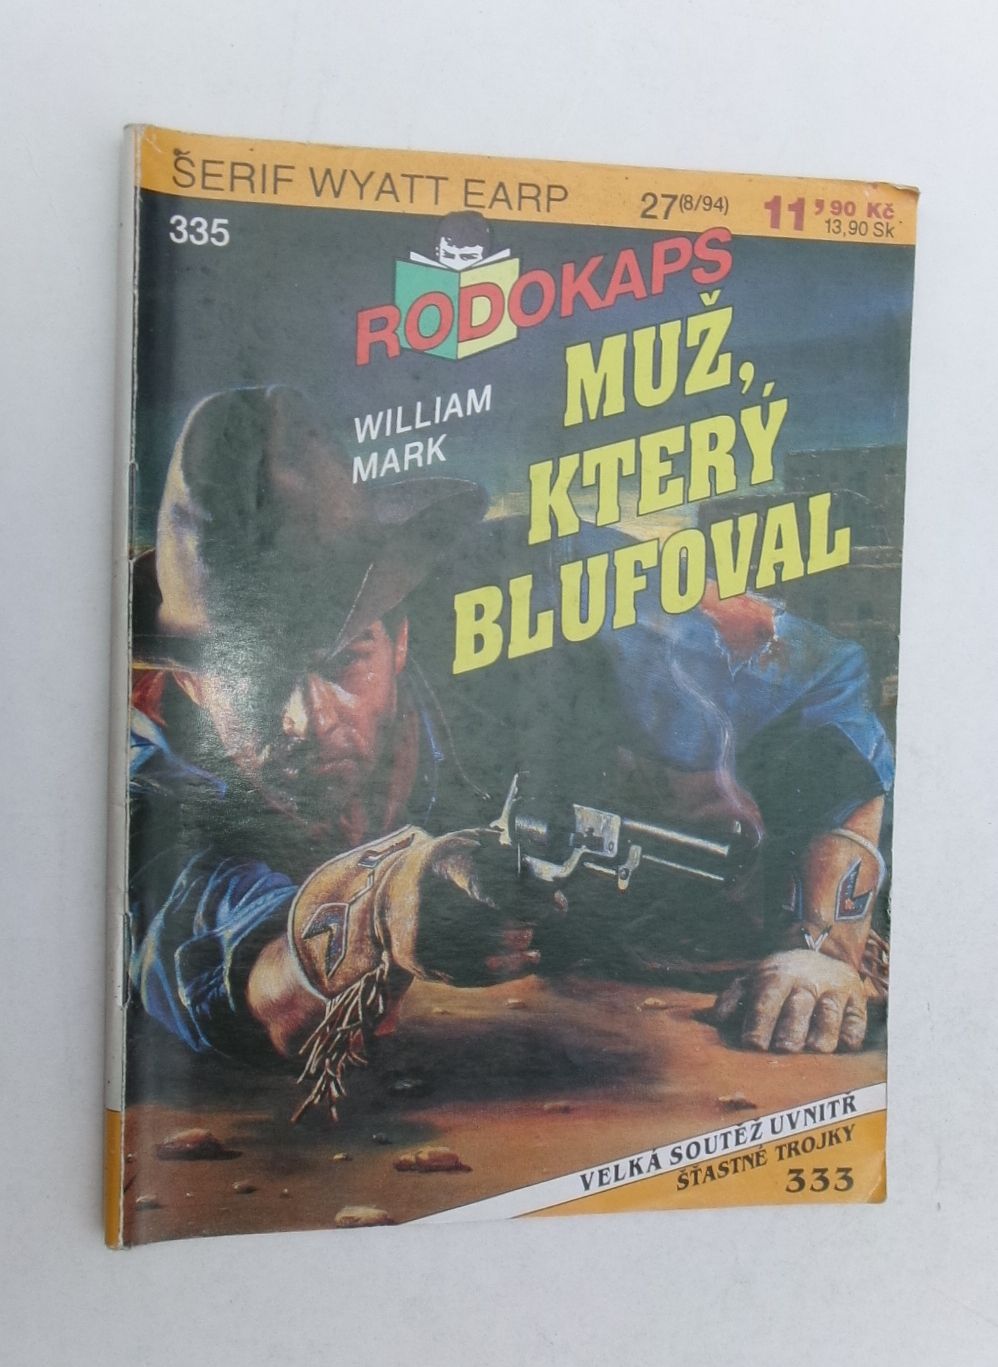 ŠERIF WYATT EARP 27(8/94) 11,90 Kč
13,90 Sk
335
RODOKAPS
WILLIAM
MARK
MUŽ,
KTERÝ
BLUFOVAL
VELKÁ SOUTĚŽ UVNITŘ
ŠŤASTNÉ TROJKY
333